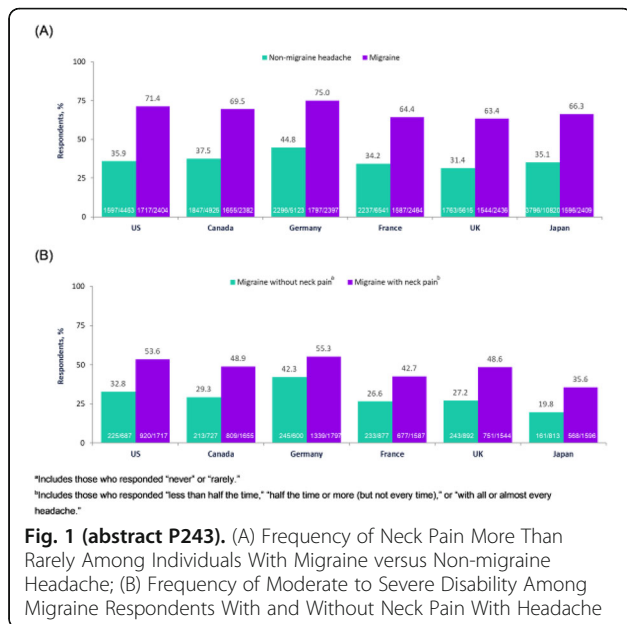 (A)
Non-migraine headache Migraine
Respondents, %
100
75
50
25
0
35.9 71.4 37.5 69.5 44.8 75.0 34.2 64.4 31.4 63.4 35.1 66.3
1597/4453 1717/2404 1847/4925 1655/2382 2296/5123 1797/2397 2237/6541 1587/2464 1763/5615 1544/2436 3796/10820 1596/2409
US Canada Germany France UK Japan
(B)
Migraine without neck painᵃ Migraine with neck painᵇ
Respondents, %
100
75
50
25
0
32.8 53.6 29.3 48.9 42.3 55.3 26.6 42.7 27.2 48.6 19.8 35.6
225/687 920/1717 213/727 809/1655 245/600 1339/1797 233/877 677/1587 243/892 751/1544 161/813 568/1596
US Canada Germany France UK Japan
ᵃIncludes those who responded "never" or "rarely."
ᵇIncludes those who responded "less than half the time," "half the time or more (but not every time)," or "with all or almost every
headache."
Fig. 1 (abstract P243). (A) Frequency of Neck Pain More Than
Rarely Among Individuals With Migraine versus Non-migraine
Headache; (B) Frequency of Moderate to Severe Disability Among
Migraine Respondents With and Without Neck Pain With Headache